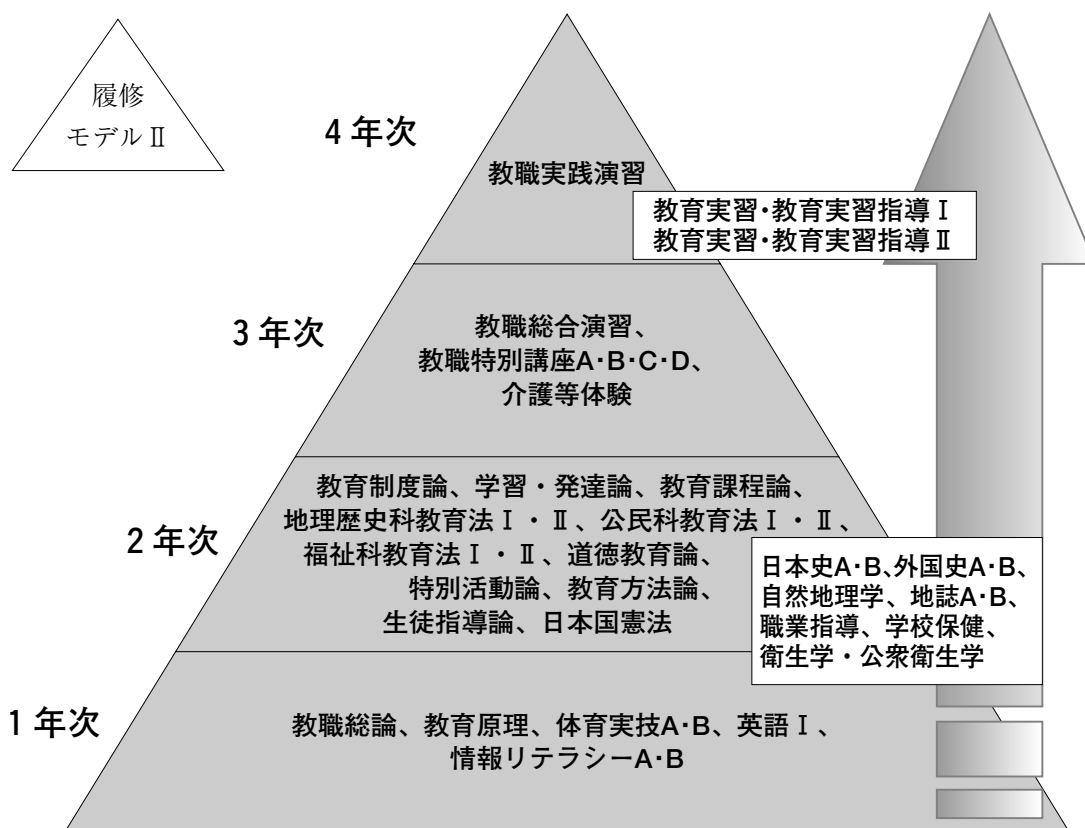 履修
モデルⅡ
4年次
教職実践演習
教育実習・教育実習指導Ⅰ
教育実習・教育実習指導Ⅱ
3年次
教職総合演習、
教職特別講座A・B・C・D、
介護等体験
2年次
教育制度論、学習・発達論、教育課程論、
地理歴史科教育法Ⅰ・Ⅱ、公民科教育法Ⅰ・Ⅱ、
福祉科教育法Ⅰ・Ⅱ、道徳教育論、
特別活動論、教育方法論、
生徒指導論、日本国憲法
日本史A・B、外国史A・B、
自然地理学、地誌A・B、
職業指導、学校保健、
衛生学・公衆衛生学
1年次
教職総論、教育原理、体育実技A・B、英語Ⅰ、
情報リテラシーA・B